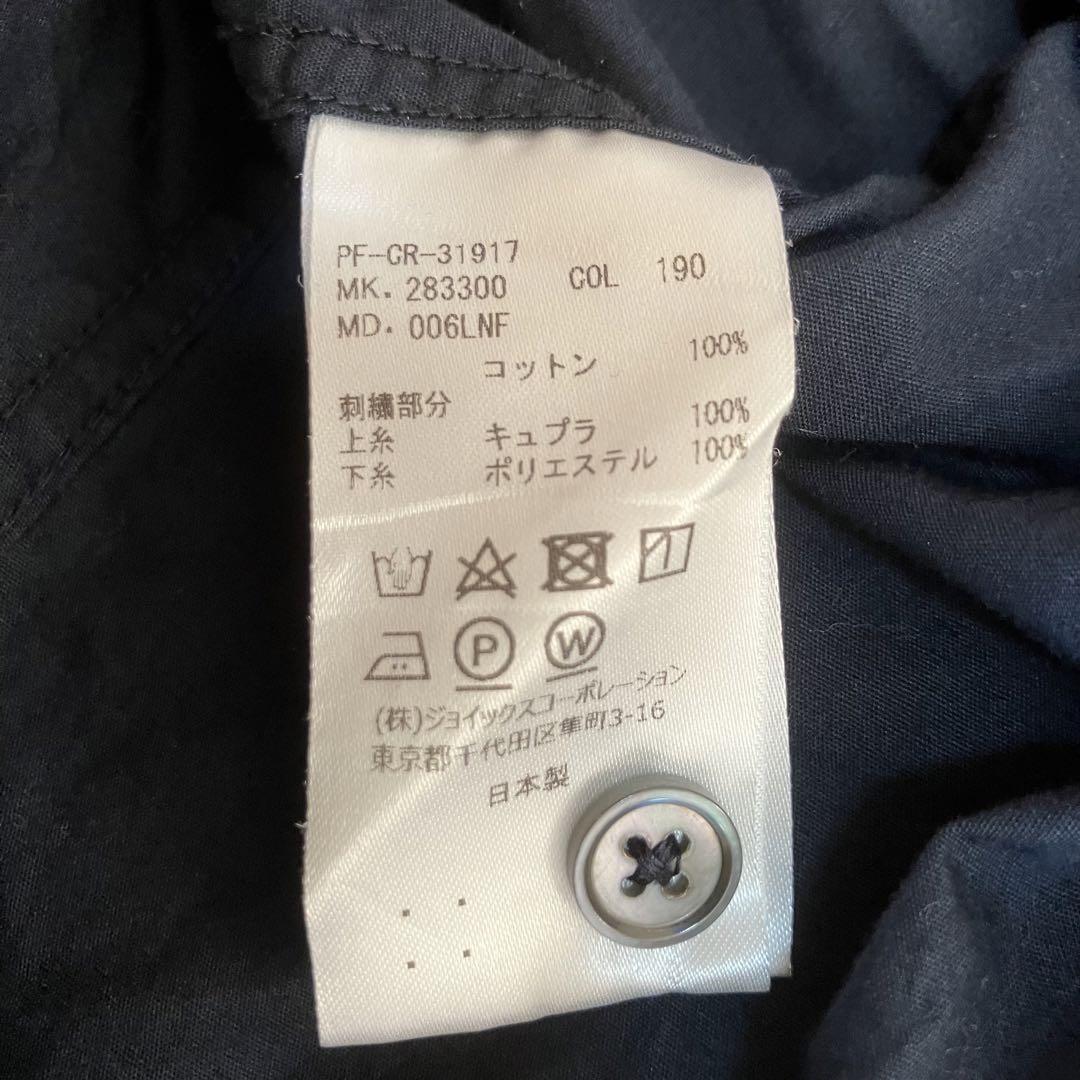 PF-CR-31917
MK. 283300 COL 190
MD. 006LNF
コットン 100%
刺繍部分
上糸 キュプラ 100%
下糸 ポリエステル 100%
P W
(株)ジョイックスコーポレーション
東京都千代田区隼町3-16
日本製